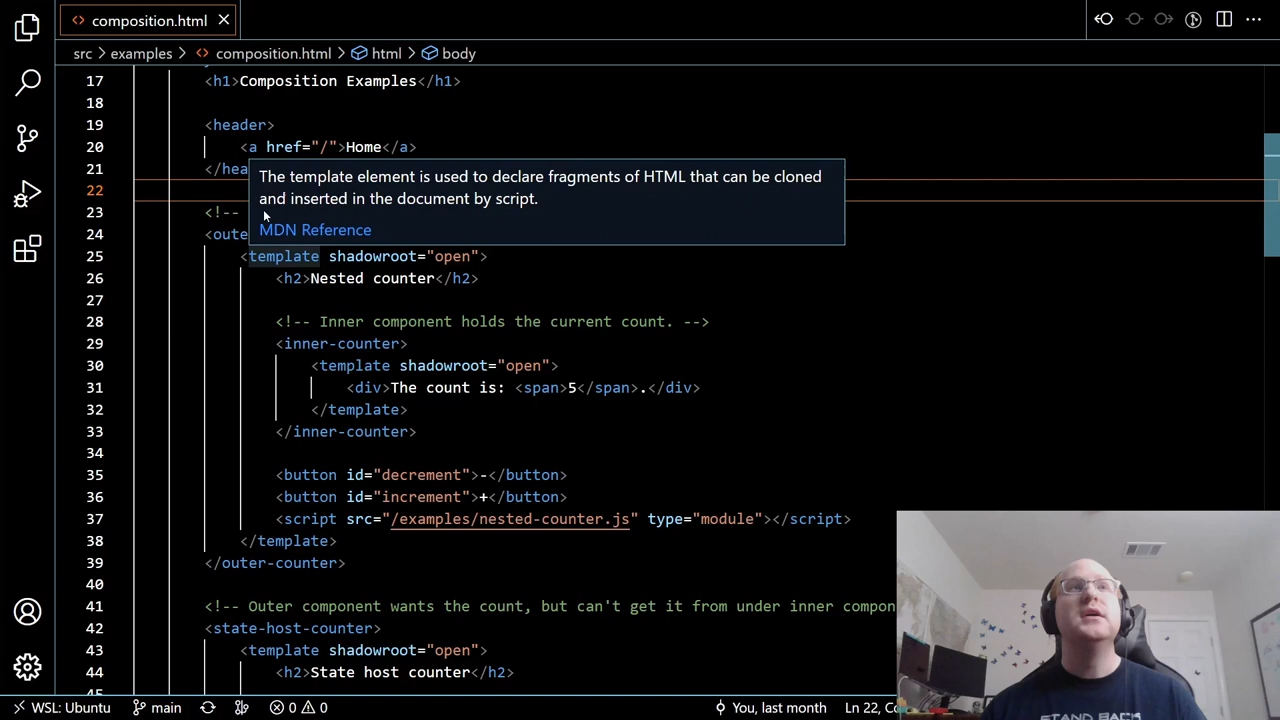 composition.html
src > examples > composition.html > html > body
17 <h1>Composition Examples</h1>
18
19 <header>
20 <a href="/">Home</a>
21 </hea
22
23 <!--
24 <oute
The template element is used to declare fragments of HTML that can be cloned
and inserted in the document by script.
MDN Reference
25 <template shadowroot="open">
26 <h2>Nested counter</h2>
27
28 <!-- Inner component holds the current count. -->
29 <inner-counter>
30 <template shadowroot="open">
31 <div>The count is: <span>5</span>.</div>
32 </template>
33 </inner-counter>
34
35 <button id="decrement">-</button>
36 <button id="increment">+</button>
37 <script src="/examples/nested-counter.js" type="module"></script>
38 </template>
39 </outer-counter>
40
41 <!-- Outer component wants the count, but can't get it from under inner compon
42 <state-host-counter>
43 <template shadowroot="open">
44 <h2>State host counter</h2>
WSL: Ubuntu main 0 0 You, last month Ln 22, Co
STAND BACK